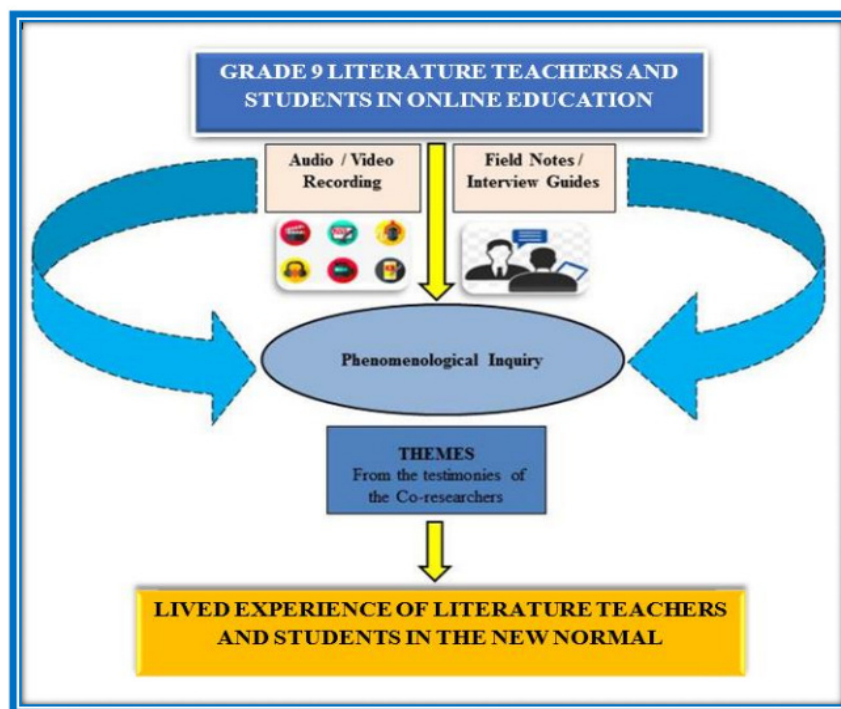 GRADE 9 LITERATURE TEACHERS AND
STUDENTS IN ONLINE EDUCATION
Audio / Video
Recording
Field Notes /
Interview Guides
Phenomenological Inquiry
THEMES
From the testimonies of
the Co-researchers
LIVED EXPERIENCE OF LITERATURE TEACHERS
AND STUDENTS IN THE NEW NORMAL